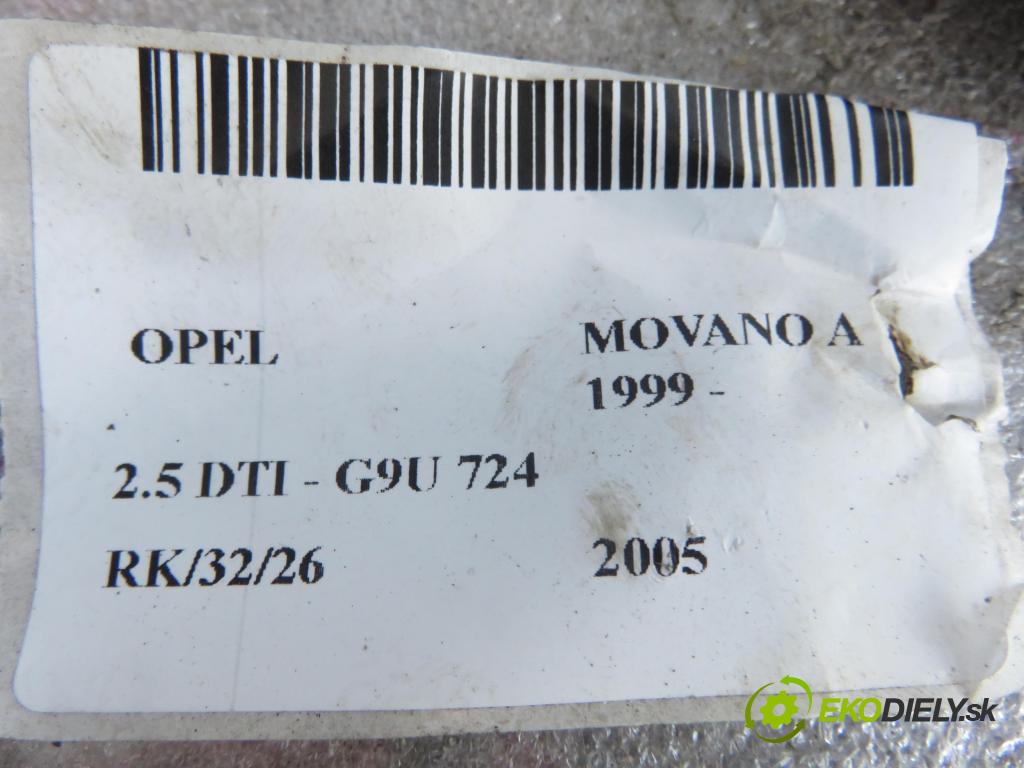 OPEL MOVANO A
1999 -
2.5 DTI - G9U 724
RK/32/26 2005
EKODIELY.sk